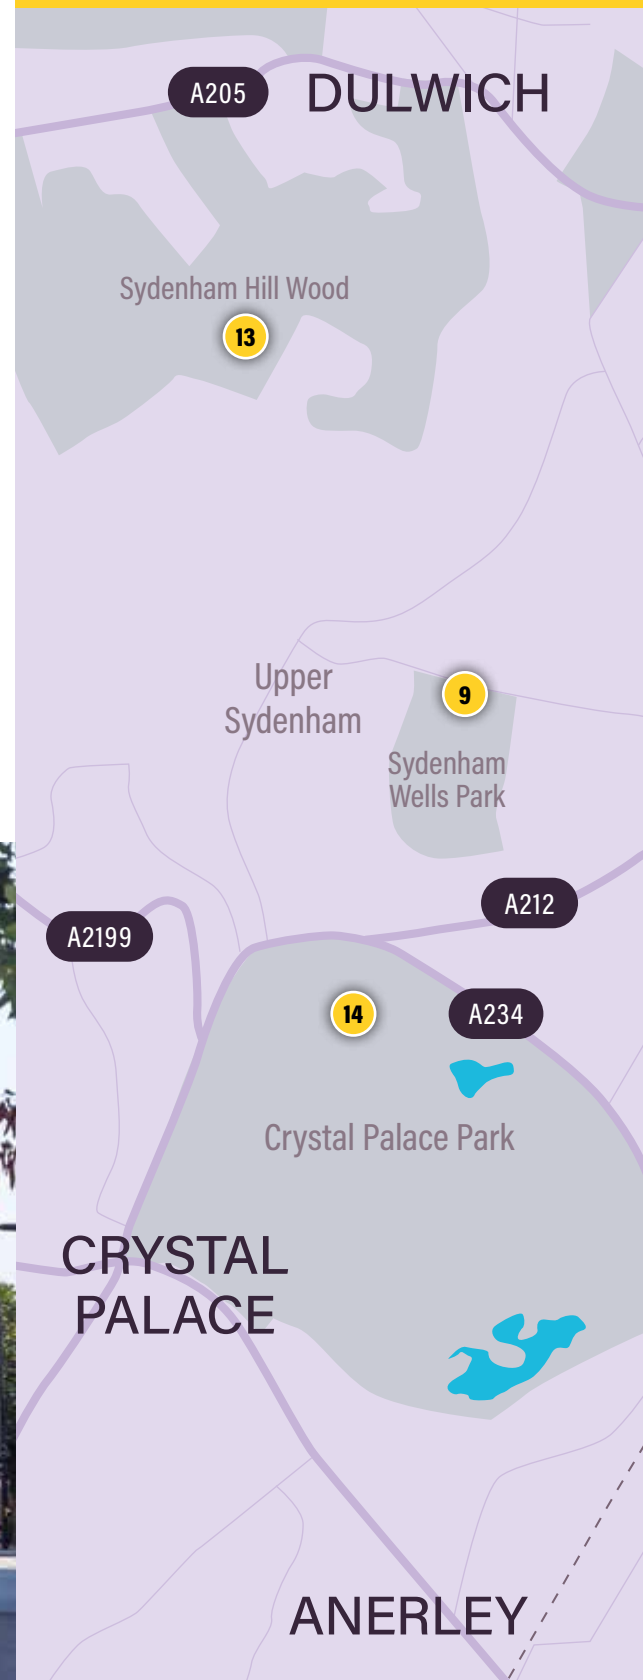 A205
DULWICH
Sydenham Hill Wood
13
Upper
Sydenham
9
Sydenham
Wells Park
A212
A2199
14
A234
Crystal Palace Park
CRYSTAL
PALACE
ANERLEY